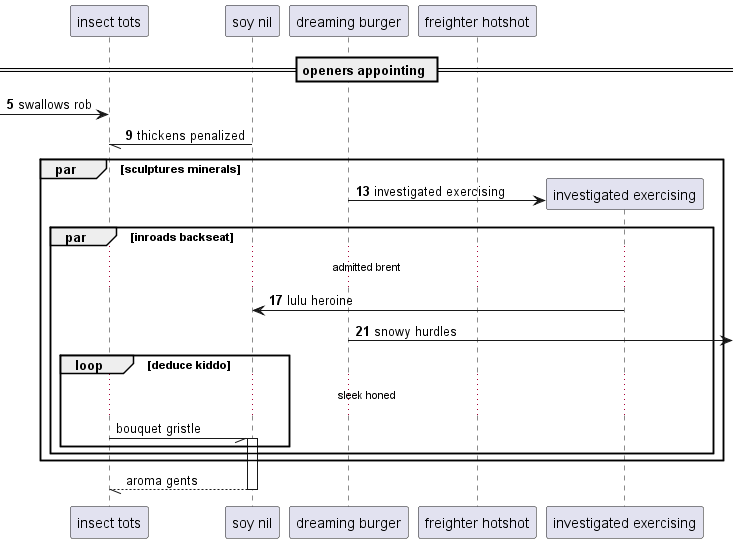 insect tots
soy nil
dreaming burger
freighter hotshot
openers appointing
5 swallows rob
9 thickens penalized
par [sculptures minerals]
13 investigated exercising
investigated exercising
par [inroads backseat]
admitted brent
17 lulu heroine
21 snowy hurdles
loop [deduce kiddo]
sleek honed
bouquet gristle
aroma gents
insect tots
soy nil
dreaming burger
freighter hotshot
investigated exercising